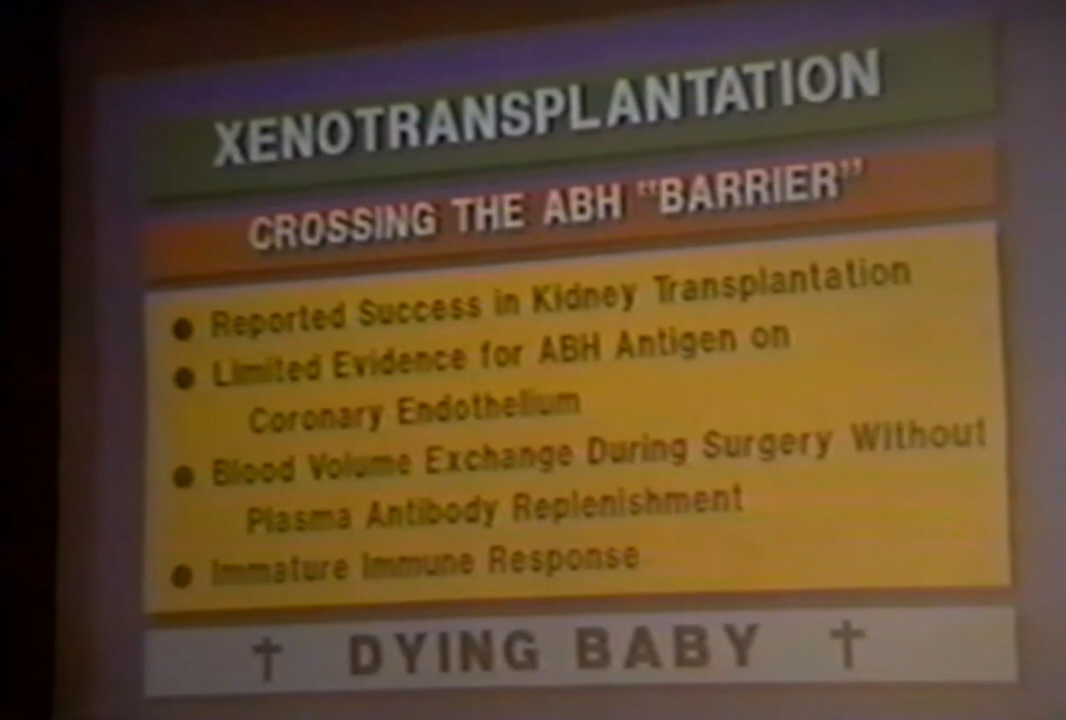 XENOTRANSPLANTATION
CROSSING THE ABH "BARRIER"
● Reported Success in Kidney Transplantation
● Limited Evidence for ABH Antigen on
Coronary Endothelium
● Blood Volume Exchange During Surgery Without
Plasma Antibody Replenishment
● Immature Immune Response
† DYING BABY †